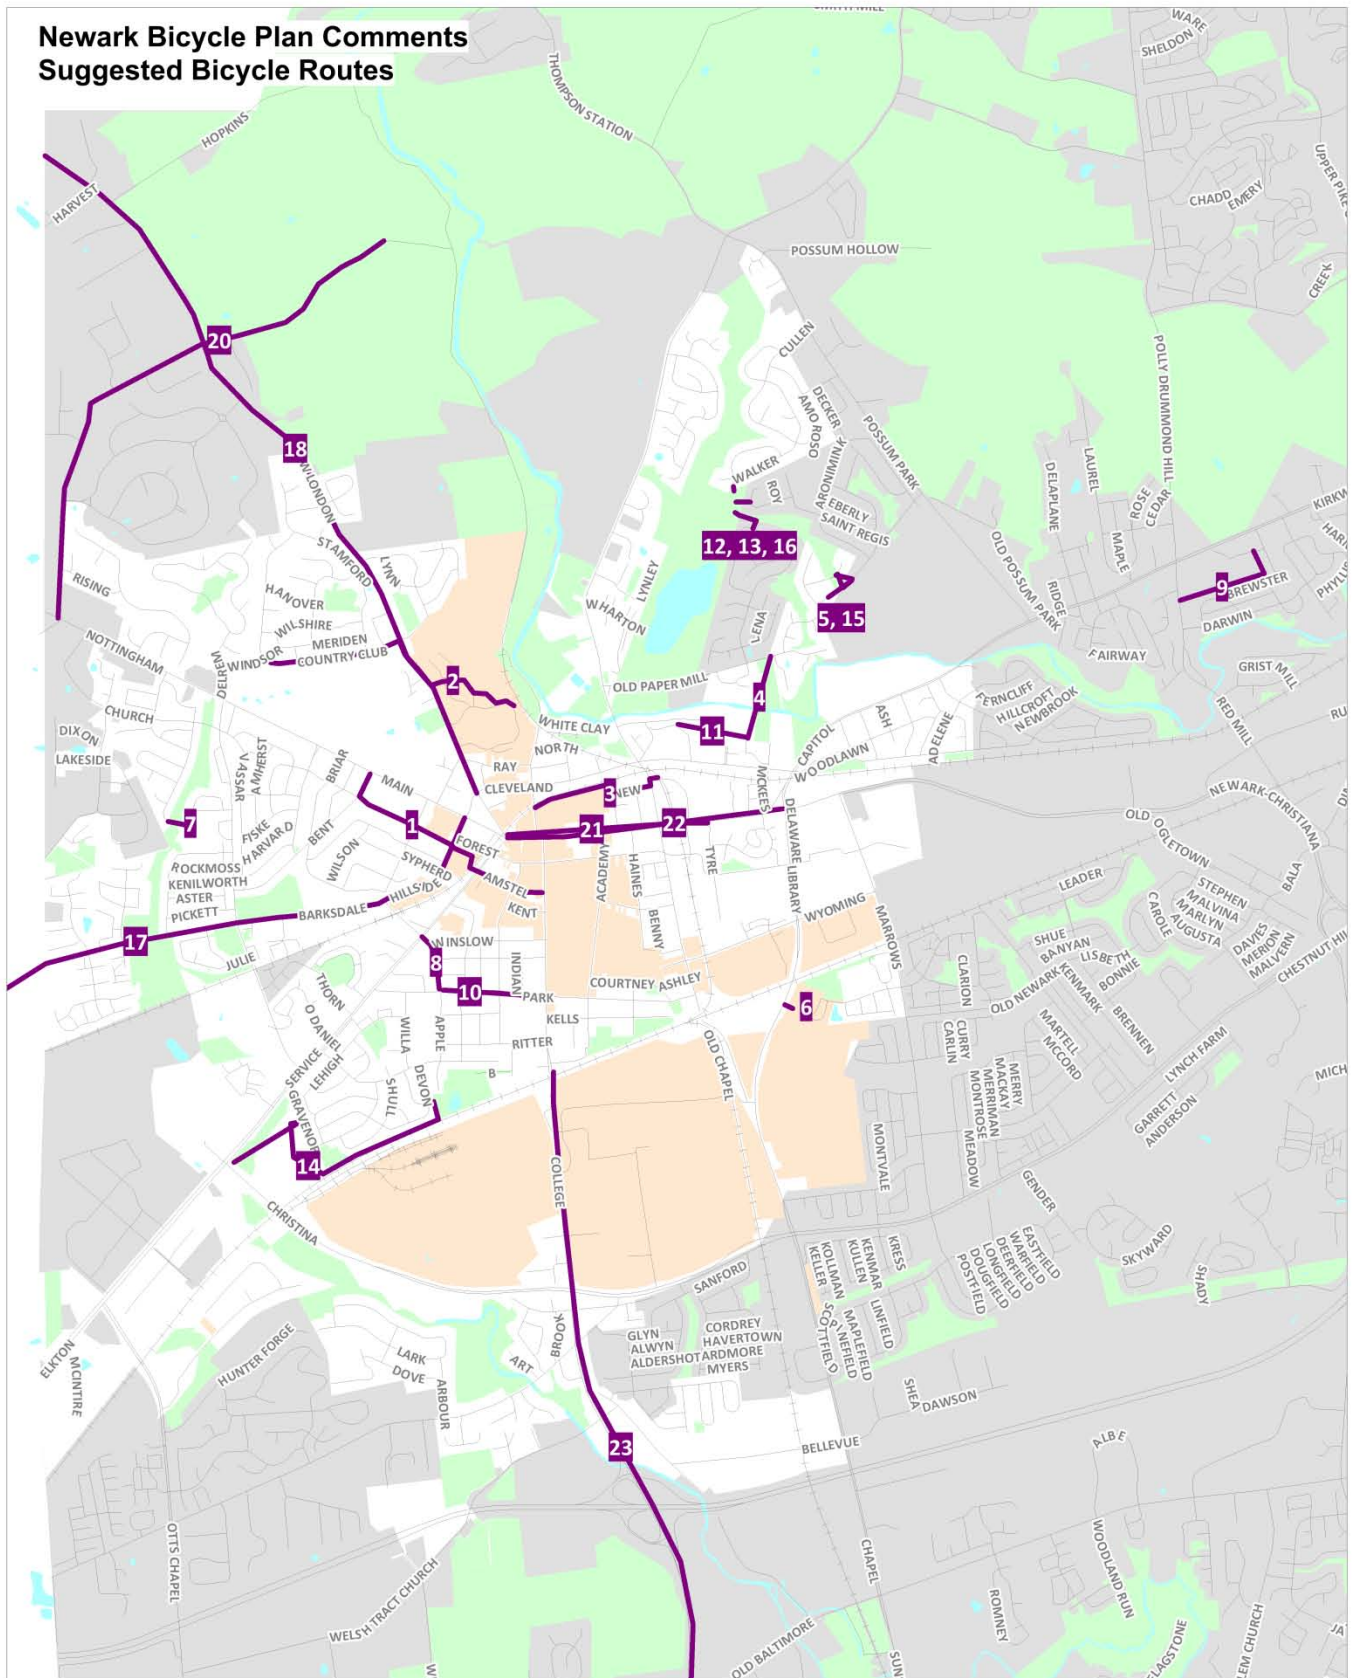 Newark Bicycle Plan Comments
Suggested Bicycle Routes
WARE
SHELDON
THOMPSON STATION
HOPKINS
HARVEST
CHADD
EMERY
POSSUM HOLLOW
CREEK
CULLEN
POLLY DRUMMOND HILL
20
DECKER
AMOROSO
ARONIMINK
POSSUM PARK
18
W LONDON
WALKER
ROY
EBERLY
SAINT REGIS
DELAPLANE
LAUREL
ROSE
CEDAR
MAPLE
12, 13, 16
OLD POSSUM PARK
RIDGE
STAMFORD
LYNN
RISING
HANOVER
WILSHIRE
MERIDEN
WINDSOR
COUNTRY CLUB
LYNLEY
WHARTON
LENA
5, 15
9
BREWSTER
DARWIN
FAIRWAY
GRIST MILL
RED MILL
NOTTINGHAM
DELREM
2
OLD PAPER MILL
4
11
CHURCH
DIXON
LAKESIDE
VASSAR
AMHERST
BRIAR
MAIN
WHITE CLAY
NORTH
RAY
CLEVELAND
CAPITOL
WOODLAWN
ASH
ADELENE
FERNCLIFF
HILLCROFT
NEWBROOK
MCKEES
3
NEW
NEWARK-CHRISTIANA
7
1
21
22
DELAWARE
LIBRARY
OLD OGLETOWN
FISKE
HARVARD
BENT
WILSON
FOREST
SYPHERD
AMSTEL
KENT
ACADEMY
HAINES
BENNY
TYRE
ROCKMOSS
KENILWORTH
ASTER
PICKETT
BARKSDALE
HILLSIDE
WYOMING
MARROWS
LEADER
BALA
STEPHEN
MALVINA
MARLYN
AUGUSTA
CAROLE
DAVIES
MERION
MALVERN
17
JULIE
WINSLOW
8
INDIAN
10
PARK
COURTNEY
ASHLEY
6
CLARION
SHUE
BANYAN
LISBETH
BONNIE
KENMARK
OLD NEWARK
BRENNEN
THORN
O DANIEL
WILLA
APPLE
KELLS
RITTER
OLD CHAPEL
CURRY
CARLIN
MARTELL
MCCORD
LYNCH FARM
SERVICE
LEHIGH
SHULL
DEVON
B
MERRY
MACKAY
MERRIMAN
MONTROSE
MEADOW
GARRETT
ANDERSON
GRAVENOR
14
COLLEGE
MONTVALE
GENDER
CHRISTINA
SANFORD
KRESS
KENMAR
KULLEN
KOLLMAN
KELLER
EASTFIELD
WARFIELD
DEERFIELD
LONGFIELD
DOUGFIELD
POSTFIELD
SKYWARD
SHADY
LINFIELD
MAPLEFIELD
SCOTTFIELD
ELKTON
MCINTIRE
HUNTER FORGE
LARK
DOVE
ARBOUR
ART
BROOK
GLYN
ALWYN
ALDERSHOT
CORDREY
HAVERTOWN
ARDMORE
MYERS
SHEA
DAWSON
23
BELLEVUE
OTTS CHAPEL
WELSH TRACT CHURCH
CHAPEL
WOODLAND RUN
ROMNEY
OLD BALTIMORE